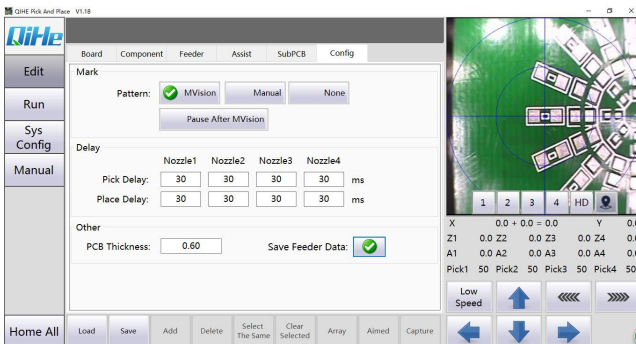 QIHE Pick And Place V1.18
QiHe
Edit
Run
Sys
Config
Manual
Home All
Board Component Feeder Assist SubPCB Config
Mark
Pattern: MVision Manual None
Pause After MVision
Delay
Nozzle1 Nozzle2 Nozzle3 Nozzle4
Pick Delay: 30 30 30 30 ms
Place Delay: 30 30 30 30 ms
Other
PCB Thickness: 0.60 Save Feeder Data:
Load Save Add Delete Select The Same Clear Selected Array Aimed Capture
1 2 3 4 HD
X 0.0 + 0.0 = 0.0 Y
Z1 0.0 Z2 0.0 Z3 0.0 Z4
A1 0.0 A2 0.0 A3 0.0 A4
Pick1 50 Pick2 50 Pick3 50 Pick4 50
Low
Speed